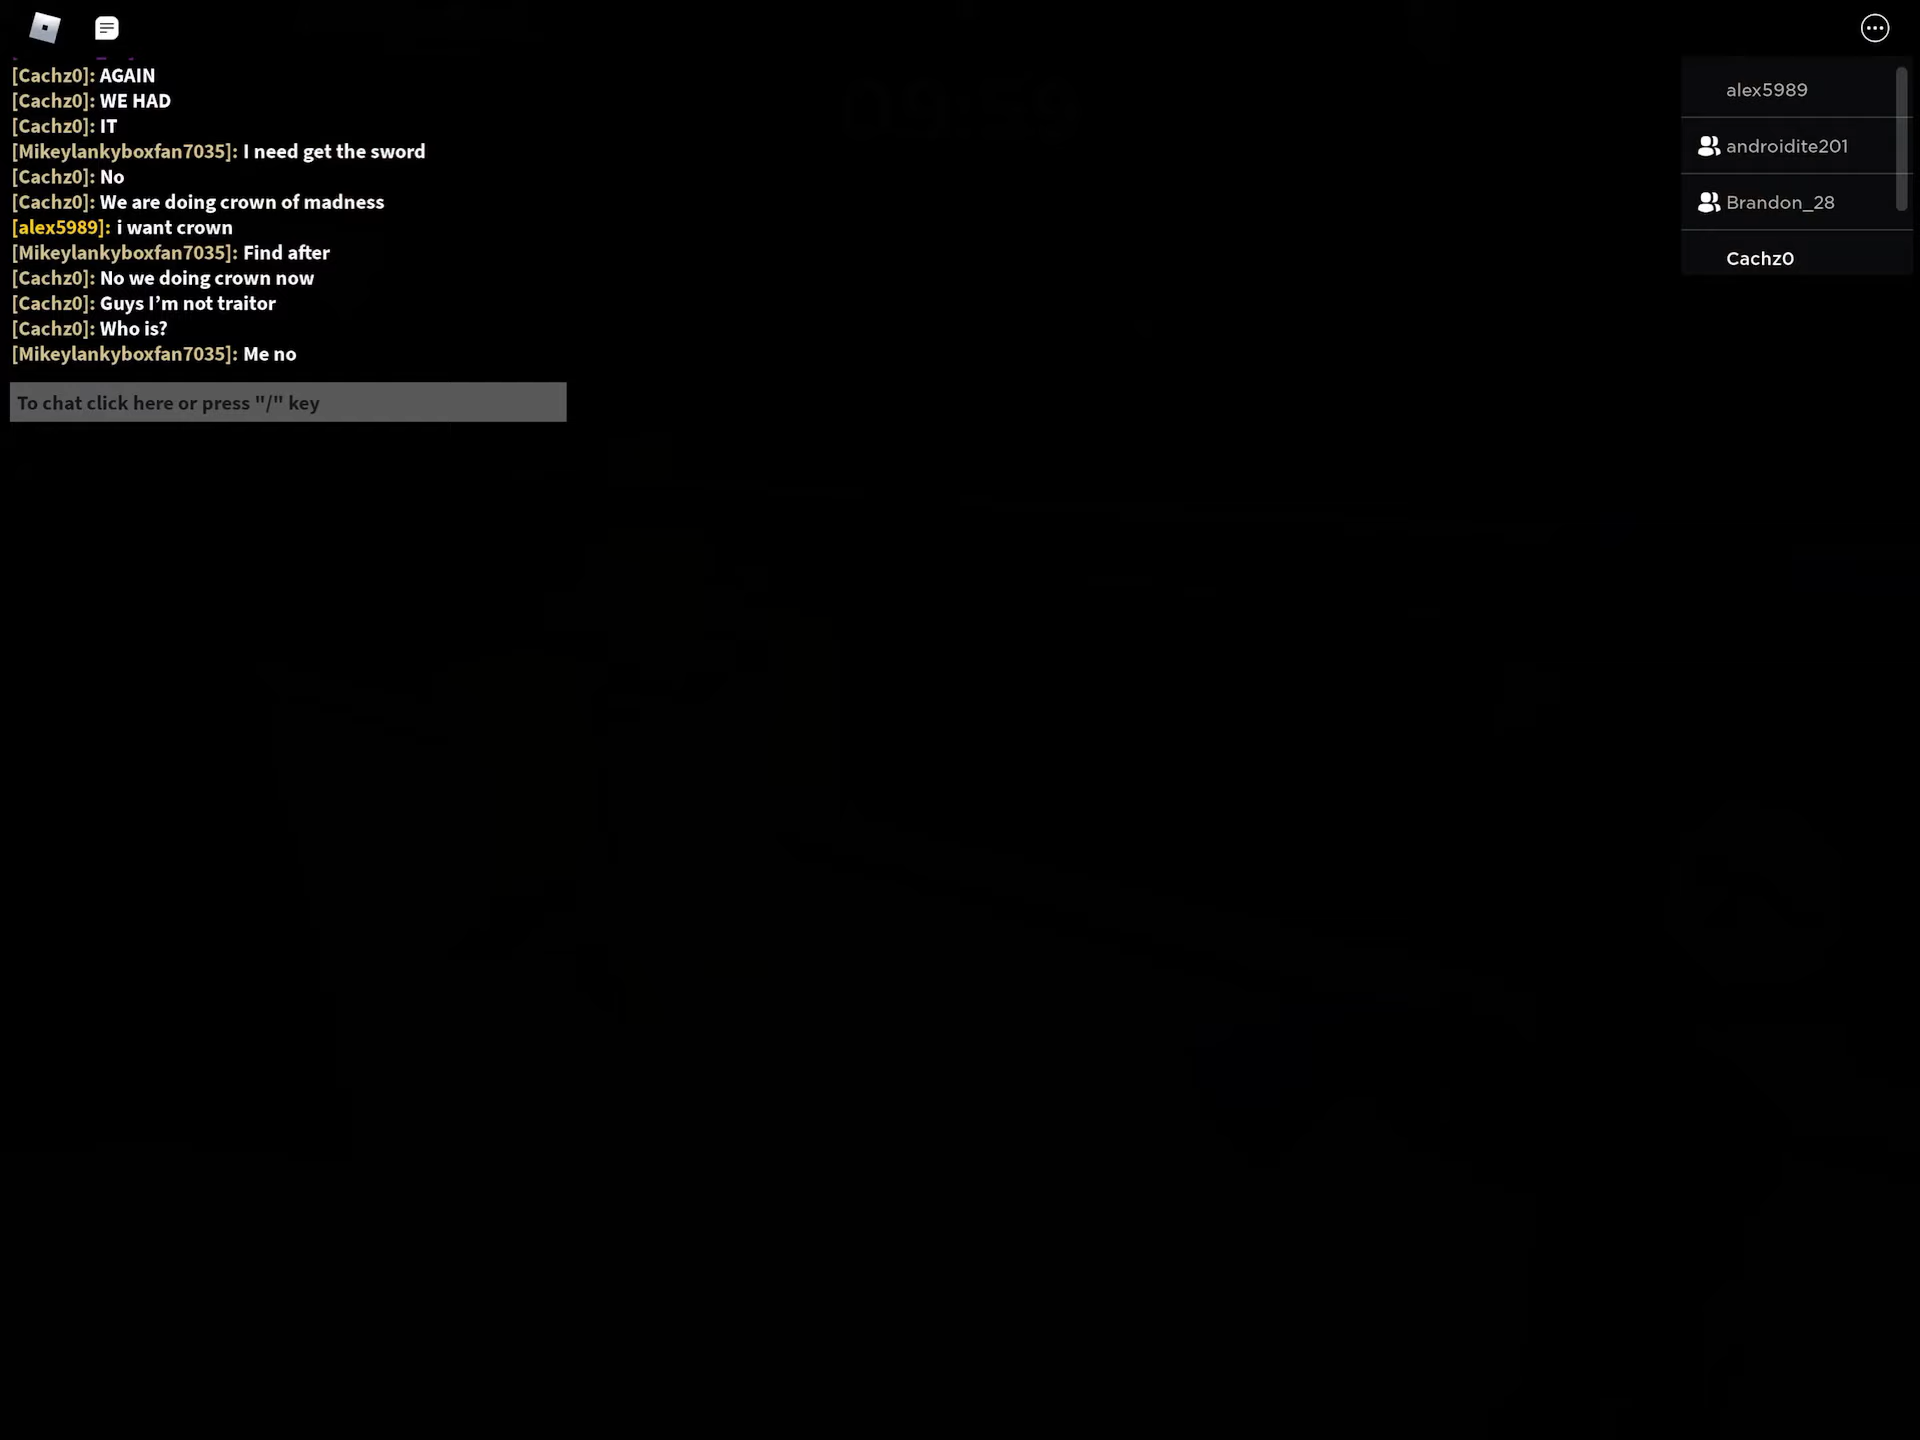 [Cachz0]: AGAIN
[Cachz0]: WE HAD
[Cachz0]: IT
[Mikeylankyboxfan7035]: I need get the sword
[Cachz0]: No
[Cachz0]: We are doing crown of madness
[alex5989]: i want crown
[Mikeylankyboxfan7035]: Find after
[Cachz0]: No we doing crown now
[Cachz0]: Guys I’m not traitor
[Cachz0]: Who is?
[Mikeylankyboxfan7035]: Me no
To chat click here or press "/" key
alex5989
androidite201
Brandon_28
Cachz0